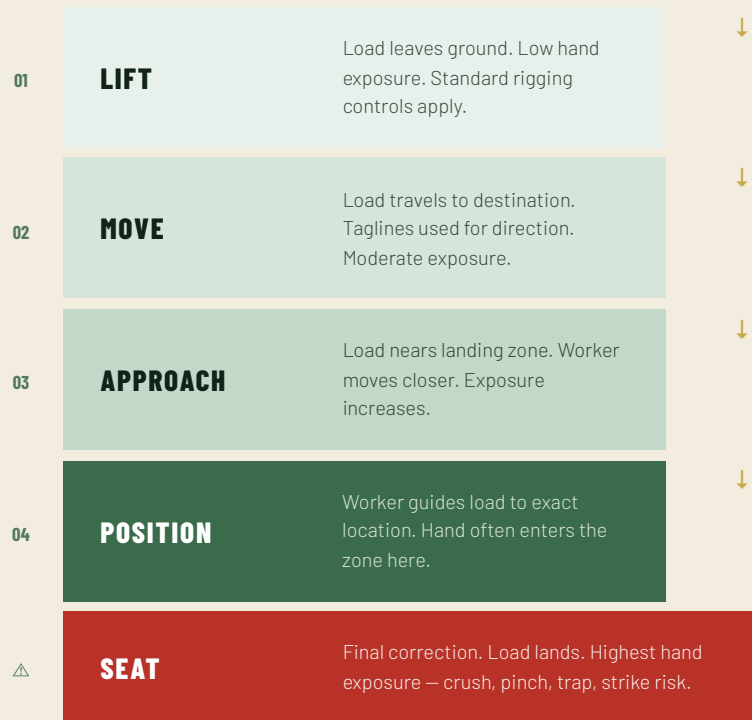 01
LIFT
Load leaves ground. Low hand
exposure. Standard rigging
controls apply.
↓
02
MOVE
Load travels to destination.
Taglines used for direction.
Moderate exposure.
↓
03
APPROACH
Load nears landing zone. Worker
moves closer. Exposure
increases.
↓
04
POSITION
Worker guides load to exact
location. Hand often enters the
zone here.
↓
⚠
SEAT
Final correction. Load lands. Highest hand
exposure — crush, pinch, trap, strike risk.